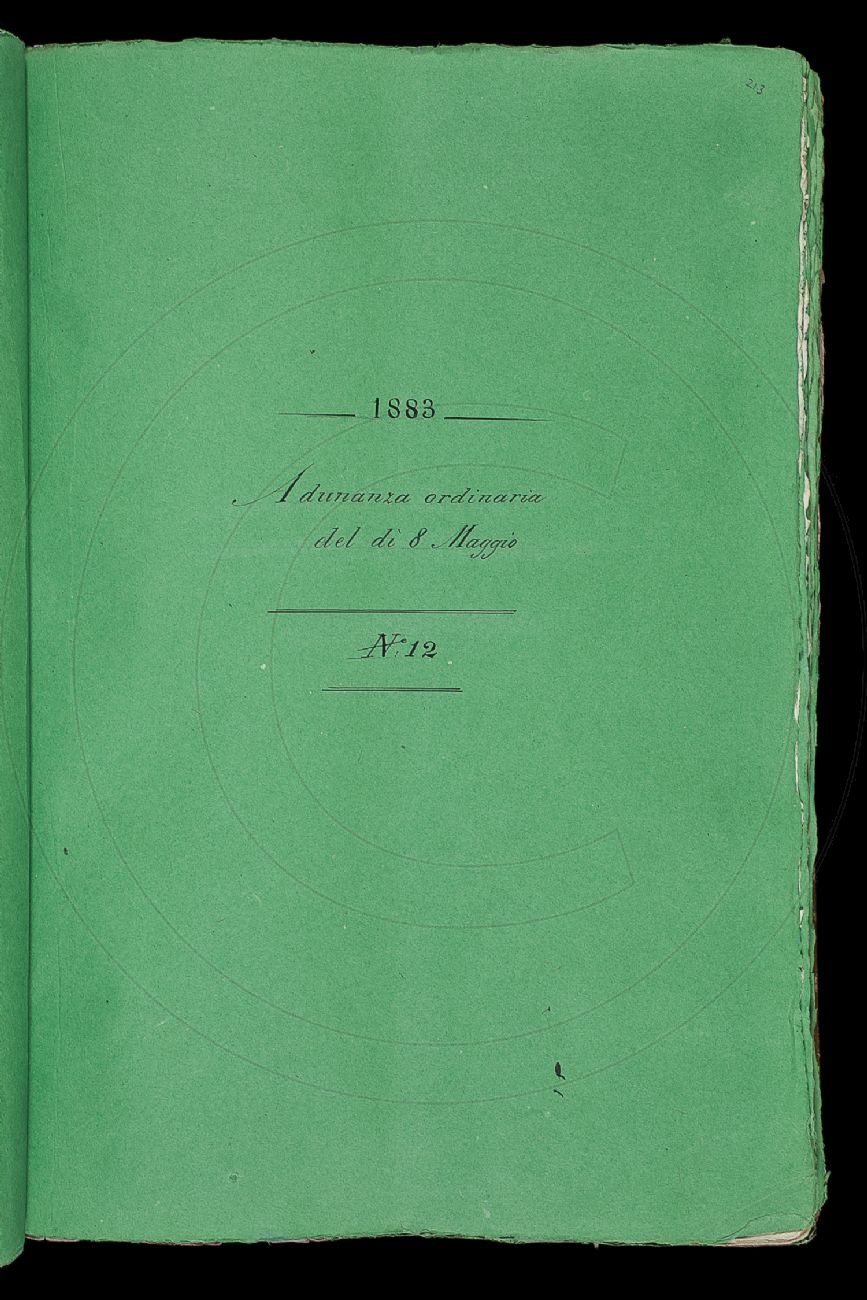 213
1883
Adunanza ordinaria
del dì 8 Maggio
N.º 12